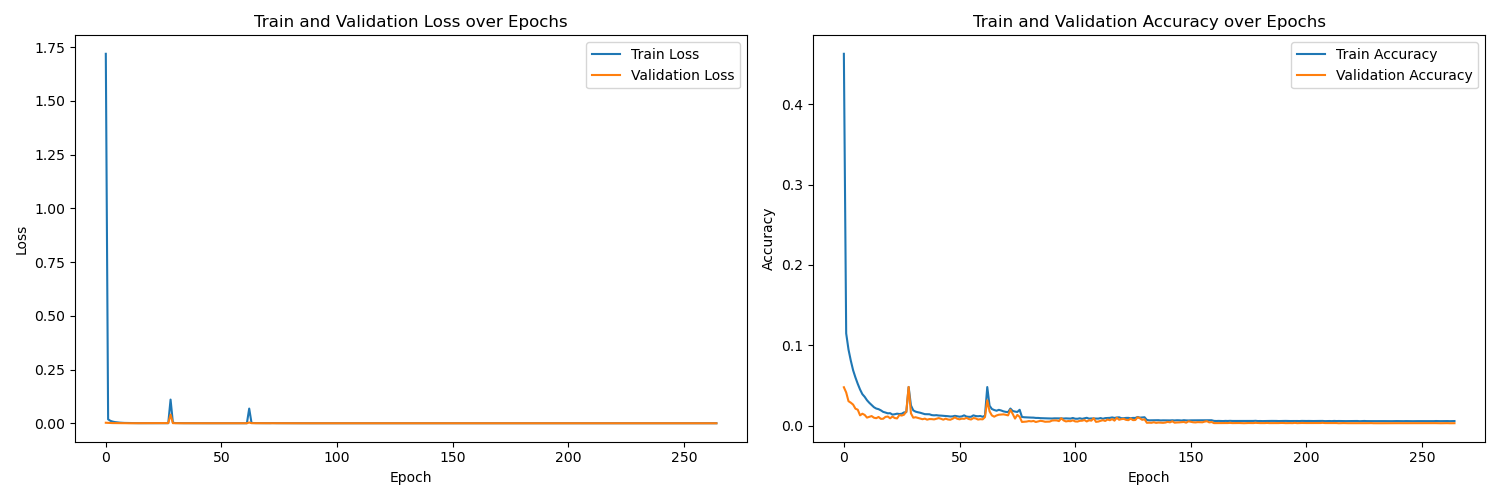 Train and Validation Loss over Epochs
Train Loss
Validation Loss
1.75
1.50
1.25
1.00
0.75
0.50
0.25
0.00
Loss
0
50
100
150
200
250
Epoch
Train and Validation Accuracy over Epochs
Train Accuracy
Validation Accuracy
0.4
0.3
0.2
0.1
0.0
Accuracy
0
50
100
150
200
250
Epoch